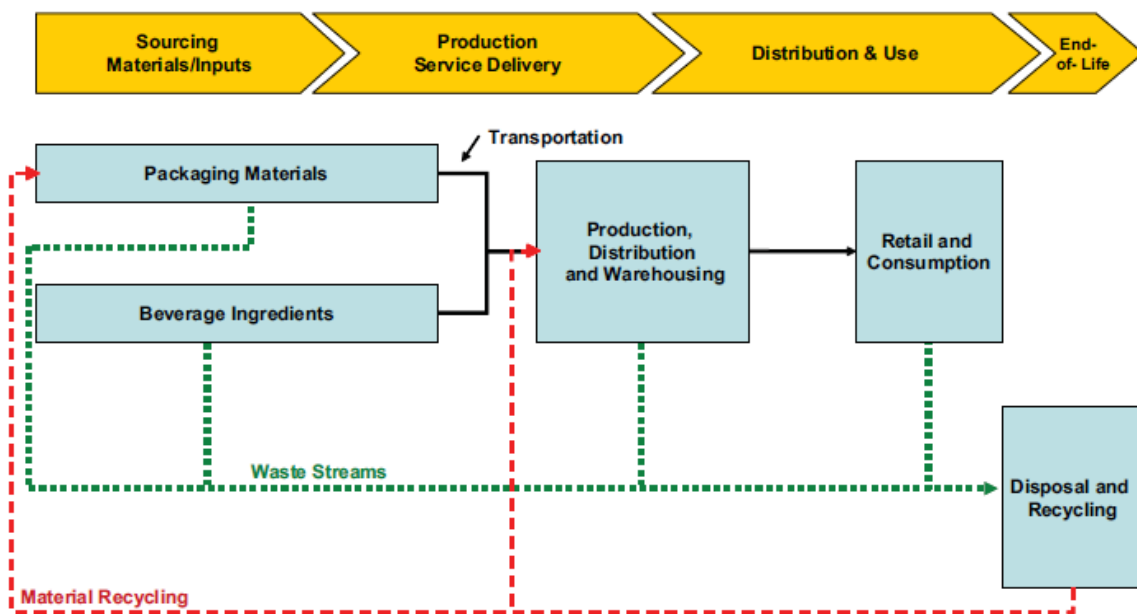 Sourcing
Materials/Inputs
Production
Service Delivery
Distribution & Use
End-
of- Life
Transportation
Packaging Materials
Production,
Distribution
and Warehousing
Retail and
Consumption
Beverage Ingredients
Waste Streams
Disposal and
Recycling
Material Recycling